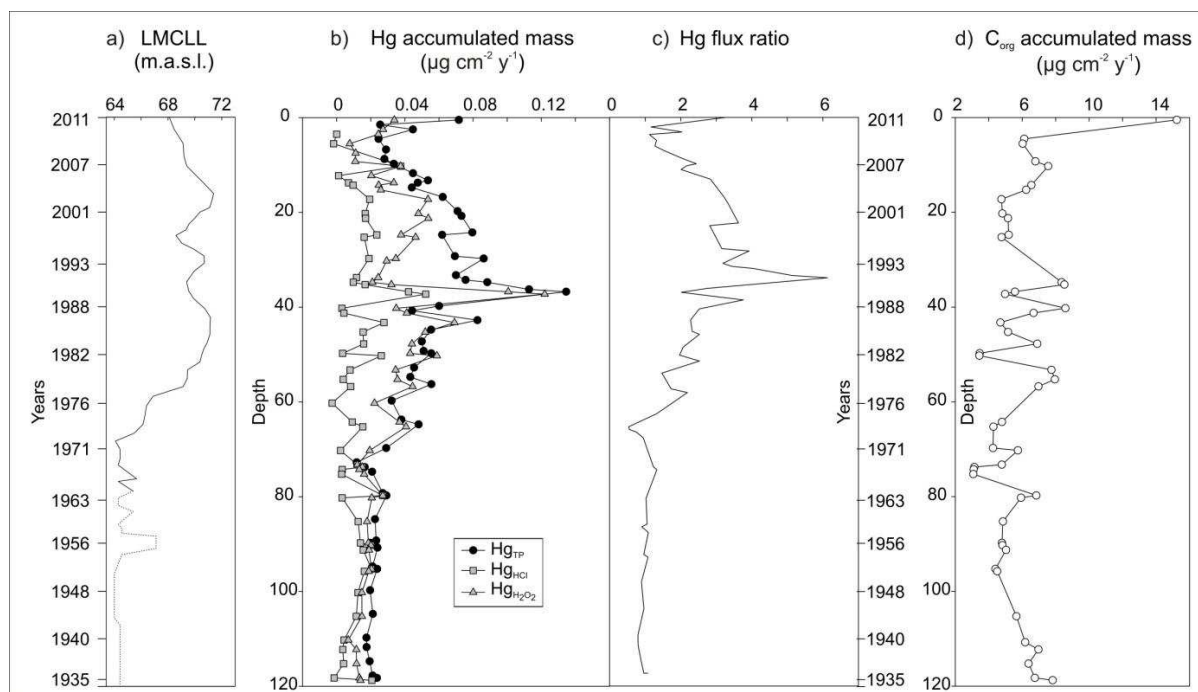 a) LMCLL
(m.a.s.l.)
64 68 72
2011
2007
2001
1993
1988
1982
1976
1971
1963
1956
1948
1940
1935
Years
b) Hg accumulated mass
(µg cm⁻² y⁻¹)
0 0.04 0.08 0.12
0
20
40
60
80
100
120
Depth
Hg_TP
Hg_HCl
Hg_H₂O₂
c) Hg flux ratio
0 2 4 6
2011
2007
2001
1993
1988
1982
1976
1971
1963
1956
1948
1940
1935
Years
d) C_org accumulated mass
(µg cm⁻² y⁻¹)
2 6 10 15
0
20
40
60
80
100
120
Depth